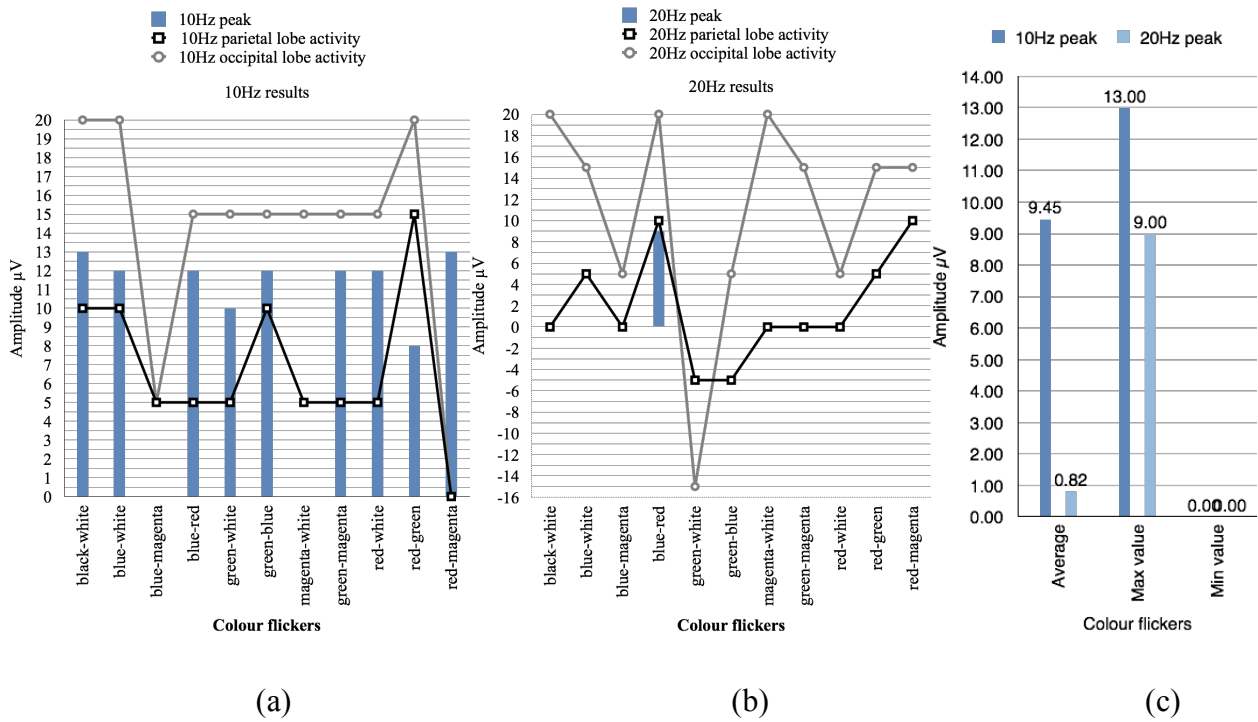 10Hz peak
10Hz parietal lobe activity
10Hz occipital lobe activity
10Hz results
Amplitude µV
20
19
18
17
16
15
14
13
12
11
10
9
8
7
6
5
4
3
2
1
0
black-white
blue-white
blue-magenta
blue-red
green-white
green-blue
magenta-white
green-magenta
red-white
red-green
red-magenta
Colour flickers
(a)
20Hz peak
20Hz parietal lobe activity
20Hz occipital lobe activity
20Hz results
Amplitude µV
20
18
16
14
12
10
8
6
4
2
0
-2
-4
-6
-8
-10
-12
-14
-16
black-white
blue-white
blue-magenta
blue-red
green-white
green-blue
magenta-white
green-magenta
red-white
red-green
red-magenta
Colour flickers
(b)
10Hz peak
20Hz peak
Amplitude µV
14.00
13.00
12.00
11.00
10.00
9.00
8.00
7.00
6.00
5.00
4.00
3.00
2.00
1.00
0.00
9.45
0.82
13.00
9.00
0.00
0.00
Average
Max value
Min value
Colour flickers
(c)